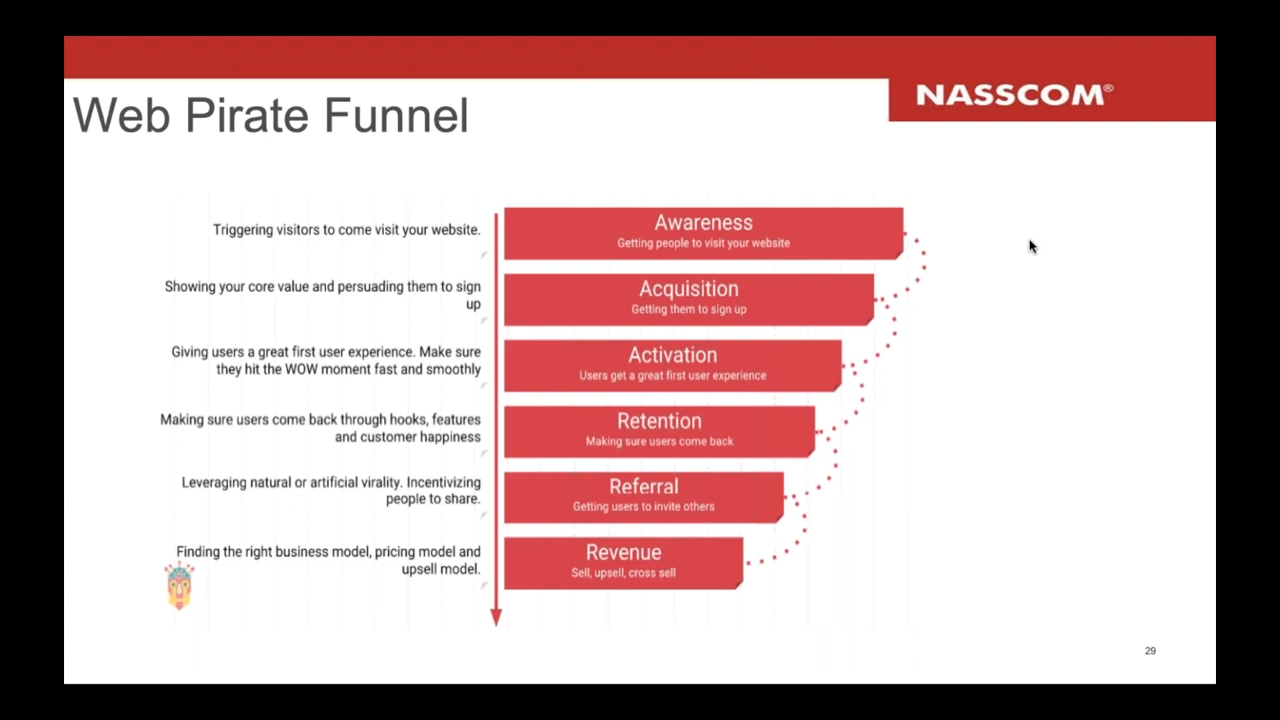 NASSCOM®
Web Pirate Funnel
Triggering visitors to come visit your website.
Awareness
Getting people to visit your website
Showing your core value and persuading them to sign
up
Acquisition
Getting them to sign up
Giving users a great first user experience. Make sure
they hit the WOW moment fast and smoothly
Activation
Users get a great first user experience
Making sure users come back through hooks, features
and customer happiness
Retention
Making sure users come back
Leveraging natural or artificial virality. Incentivizing
people to share.
Referral
Getting users to invite others
Finding the right business model, pricing model and
upsell model.
Revenue
Sell, upsell, cross sell
29